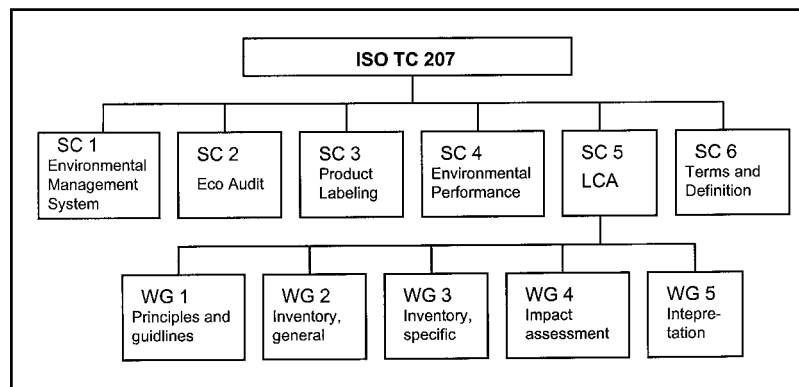 ISO TC 207
SC 1
Environmental
Management
System
SC 2
Eco Audit
SC 3
Product
Labeling
SC 4
Environmental
Performance
SC 5
LCA
SC 6
Terms and
Definition
WG 1
Principles and
guidlines
WG 2
Inventory,
general
WG 3
Inventory,
specific
WG 4
Impact
assessment
WG 5
Intepre-
tation